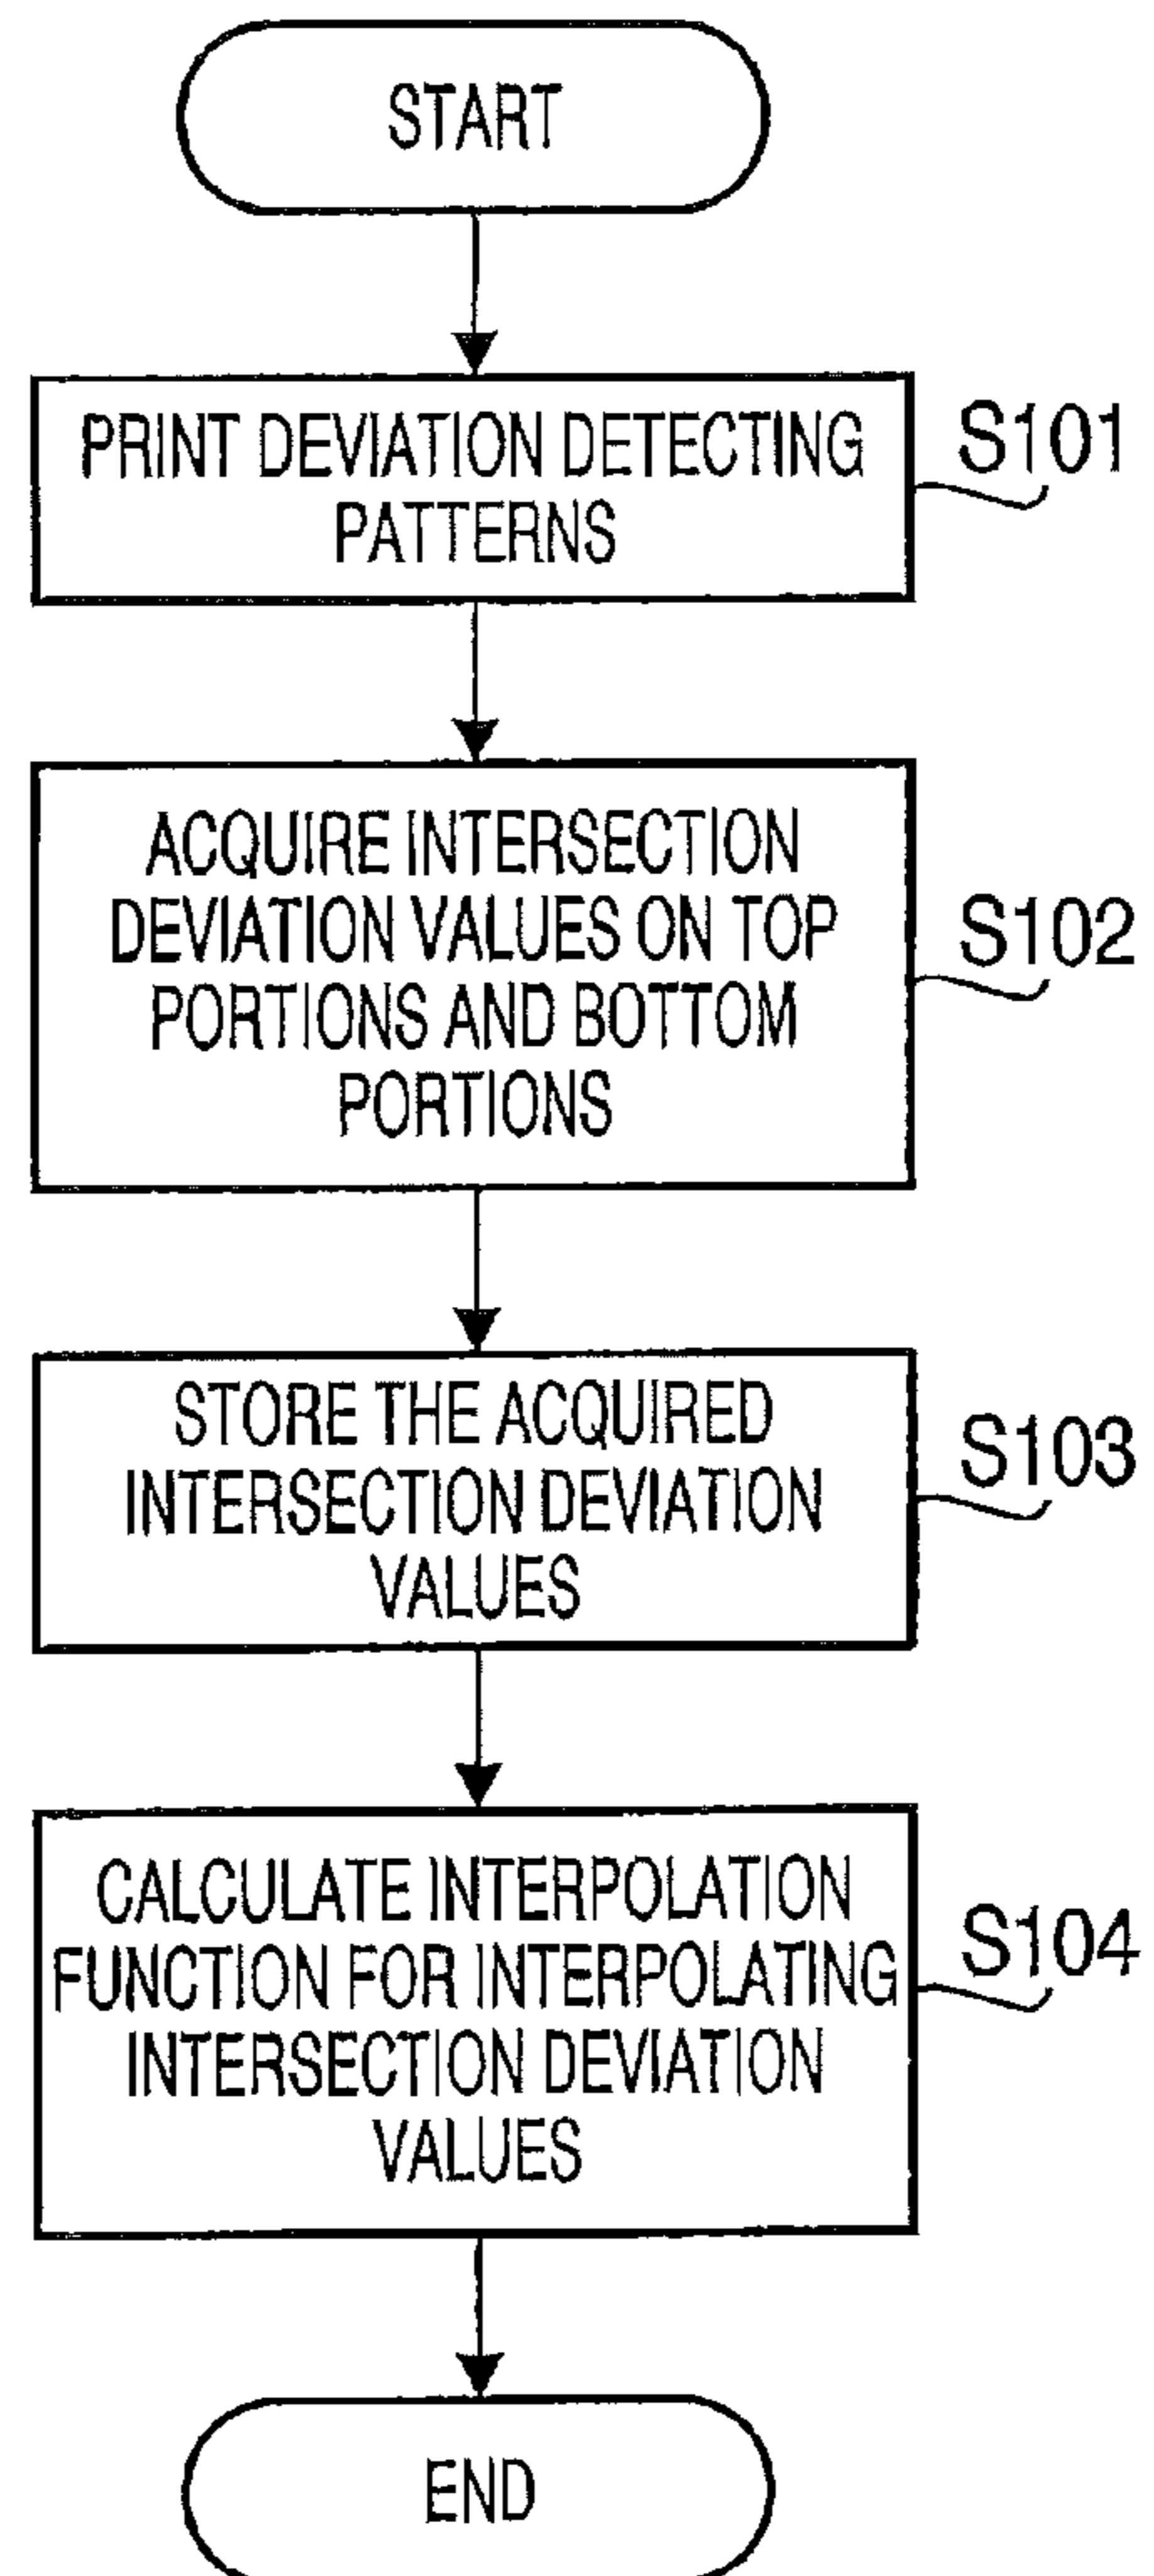 START
PRINT DEVIATION DETECTING
PATTERNS
S101
ACQUIRE INTERSECTION
DEVIATION VALUES ON TOP
PORTIONS AND BOTTOM
PORTIONS
S102
STORE THE ACQUIRED
INTERSECTION DEVIATION
VALUES
S103
CALCULATE INTERPOLATION
FUNCTION FOR INTERPOLATING
INTERSECTION DEVIATION
VALUES
S104
END